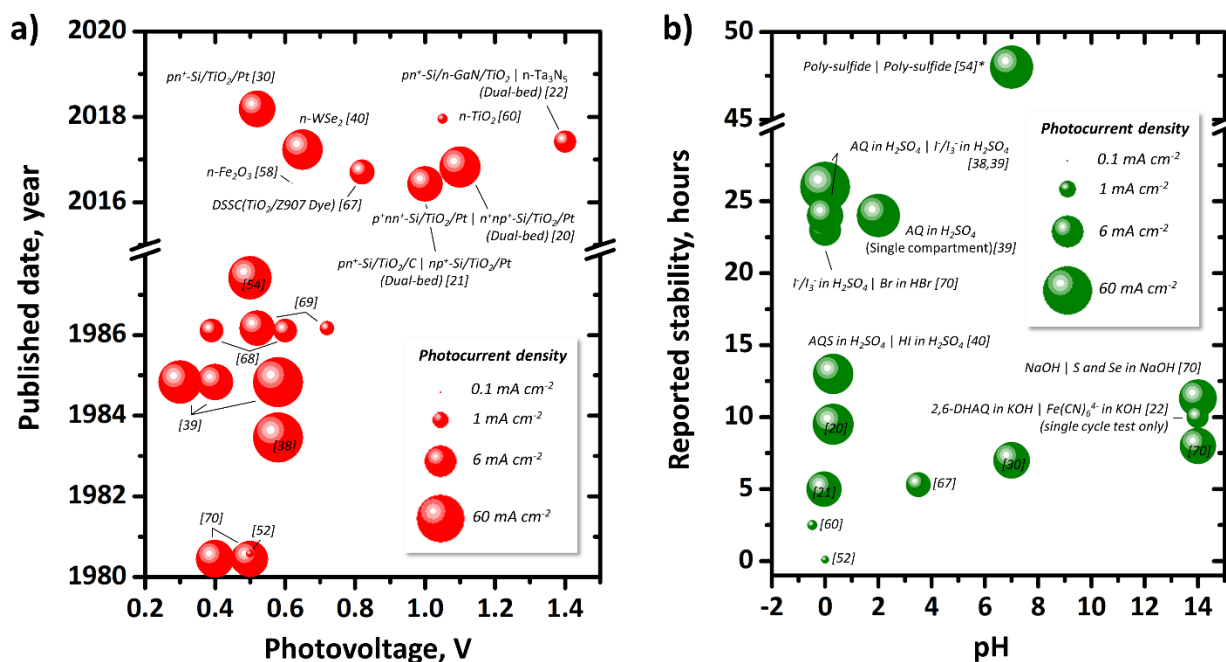 a)
Published date, year
2020
2018
2016
1986
1984
1982
1980
0.2 0.4 0.6 0.8 1.0 1.2 1.4
Photovoltage, V
pn⁺-Si/TiO₂/Pt [30]
n-WSe₂ [40]
n-Fe₂O₃ [58]
DSSC(TiO₂/Z907 Dye) [67]
pn⁺-Si/n-GaN/TiO₂ | n-Ta₃N₅
(Dual-bed) [22]
n-TiO₂ [60]
p⁺nn⁺-Si/TiO₂/Pt | n⁺np⁺-Si/TiO₂/Pt
(Dual-bed) [20]
pn⁺-Si/TiO₂/C | np⁺-Si/TiO₂/Pt
(Dual-bed) [21]
[54]
[69]
[68]
[39]
[38]
[70]
[52]
Photocurrent density
0.1 mA cm⁻²
1 mA cm⁻²
6 mA cm⁻²
60 mA cm⁻²
b)
Reported stability, hours
50
45
25
20
15
10
5
0
-2 0 2 4 6 8 10 12 14
pH
Poly-sulfide | Poly-sulfide [54]*
AQ in H₂SO₄ | I⁻/I₃⁻ in H₂SO₄
[38,39]
AQ in H₂SO₄
(Single compartment)[39]
I⁻/I₃⁻ in H₂SO₄ | Br in HBr [70]
AQS in H₂SO₄ | HI in H₂SO₄ [40]
NaOH | S and Se in NaOH [70]
2,6-DHAQ in KOH | Fe(CN)₆⁴⁻ in KOH [22]
(single cycle test only)
[20]
[70]
[30]
[21]
[67]
[60]
[52]
Photocurrent density
0.1 mA cm⁻²
1 mA cm⁻²
6 mA cm⁻²
60 mA cm⁻²